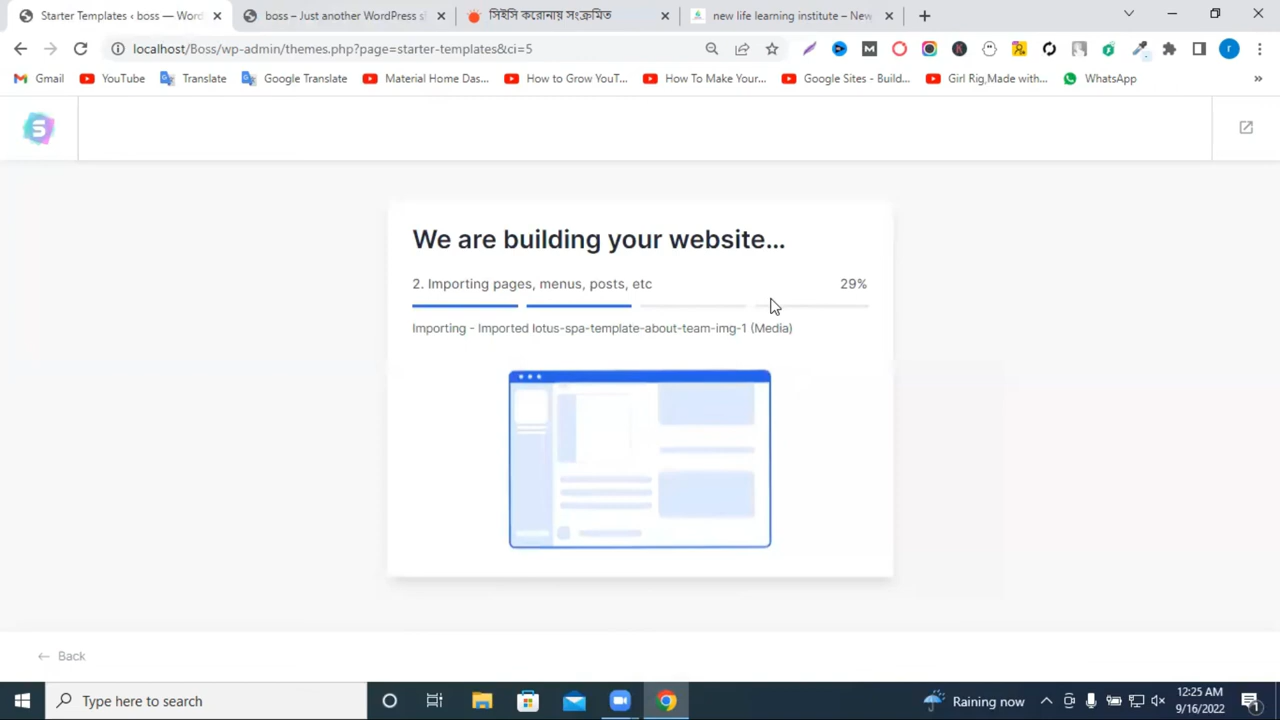 Starter Templates ‹ boss — Word
boss – Just another WordPress s
সিইসি করোনায় সংক্রমিত
new life learning institute – New
localhost/Boss/wp-admin/themes.php?page=starter-templates&ci=5
Gmail
YouTube
Translate
Google Translate
Material Home Das...
How to Grow YouT...
How To Make Your...
Google Sites - Build...
Girl Rig,Made with...
WhatsApp
We are building your website...
2. Importing pages, menus, posts, etc 29%
Importing - Imported lotus-spa-template-about-team-img-1 (Media)
← Back
Type here to search
Raining now
12:25 AM
9/16/2022